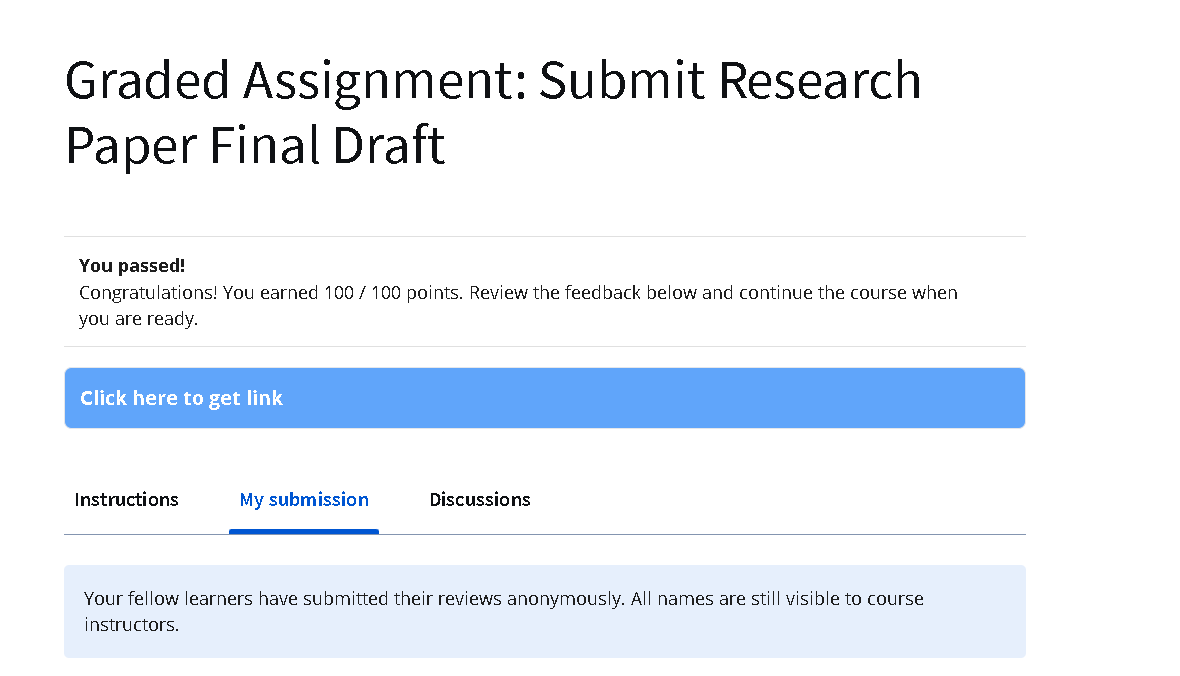 Graded Assignment: Submit Research
Paper Final Draft
You passed!
Congratulations! You earned 100 / 100 points. Review the feedback below and continue the course when
you are ready.
Click here to get link
Instructions
My submission
Discussions
Your fellow learners have submitted their reviews anonymously. All names are still visible to course
instructors.